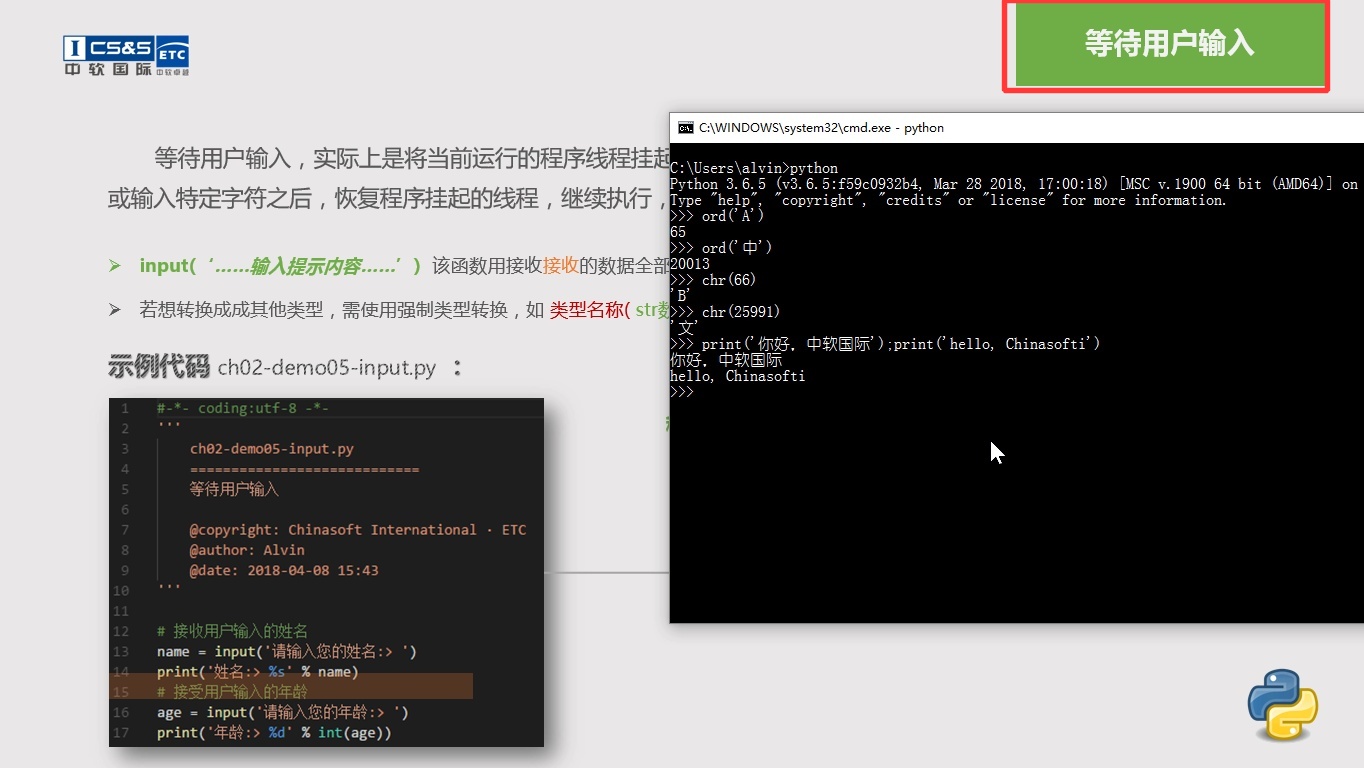 I CS&S ETC
中软国际 中软卓越
等待用户输入
等待用户输入，实际上是将当前运行的程序线程挂起
或输入特定字符之后，恢复程序挂起的线程，继续执行，
➢ input(‘……输入提示内容……’) 该函数用接收接收的数据全部
➢ 若想转换成成其他类型，需使用强制类型转换，如 类型名称( str数
示例代码 ch02-demo05-input.py ：
1 #-*- coding:utf-8 -*-
2 '''
3 ch02-demo05-input.py
4 ============================
5 等待用户输入
6
7 @copyright: Chinasoft International · ETC
8 @author: Alvin
9 @date: 2018-04-08 15:43
10 '''
11
12 # 接收用户输入的姓名
13 name = input('请输入您的姓名:> ')
14 print('姓名:> %s' % name)
15 # 接受用户输入的年龄
16 age = input('请输入您的年龄:> ')
17 print('年龄:> %d' % int(age))
C:\WINDOWS\system32\cmd.exe - python
C:\Users\alvin>python
Python 3.6.5 (v3.6.5:f59c0932b4, Mar 28 2018, 17:00:18) [MSC v.1900 64 bit (AMD64)] on
Type "help", "copyright", "credits" or "license" for more information.
>>> ord('A')
65
>>> ord('中')
20013
>>> chr(66)
'B'
>>> chr(25991)
'文'
>>> print('你好，中软国际');print('hello, Chinasofti')
你好，中软国际
hello, Chinasofti
>>>